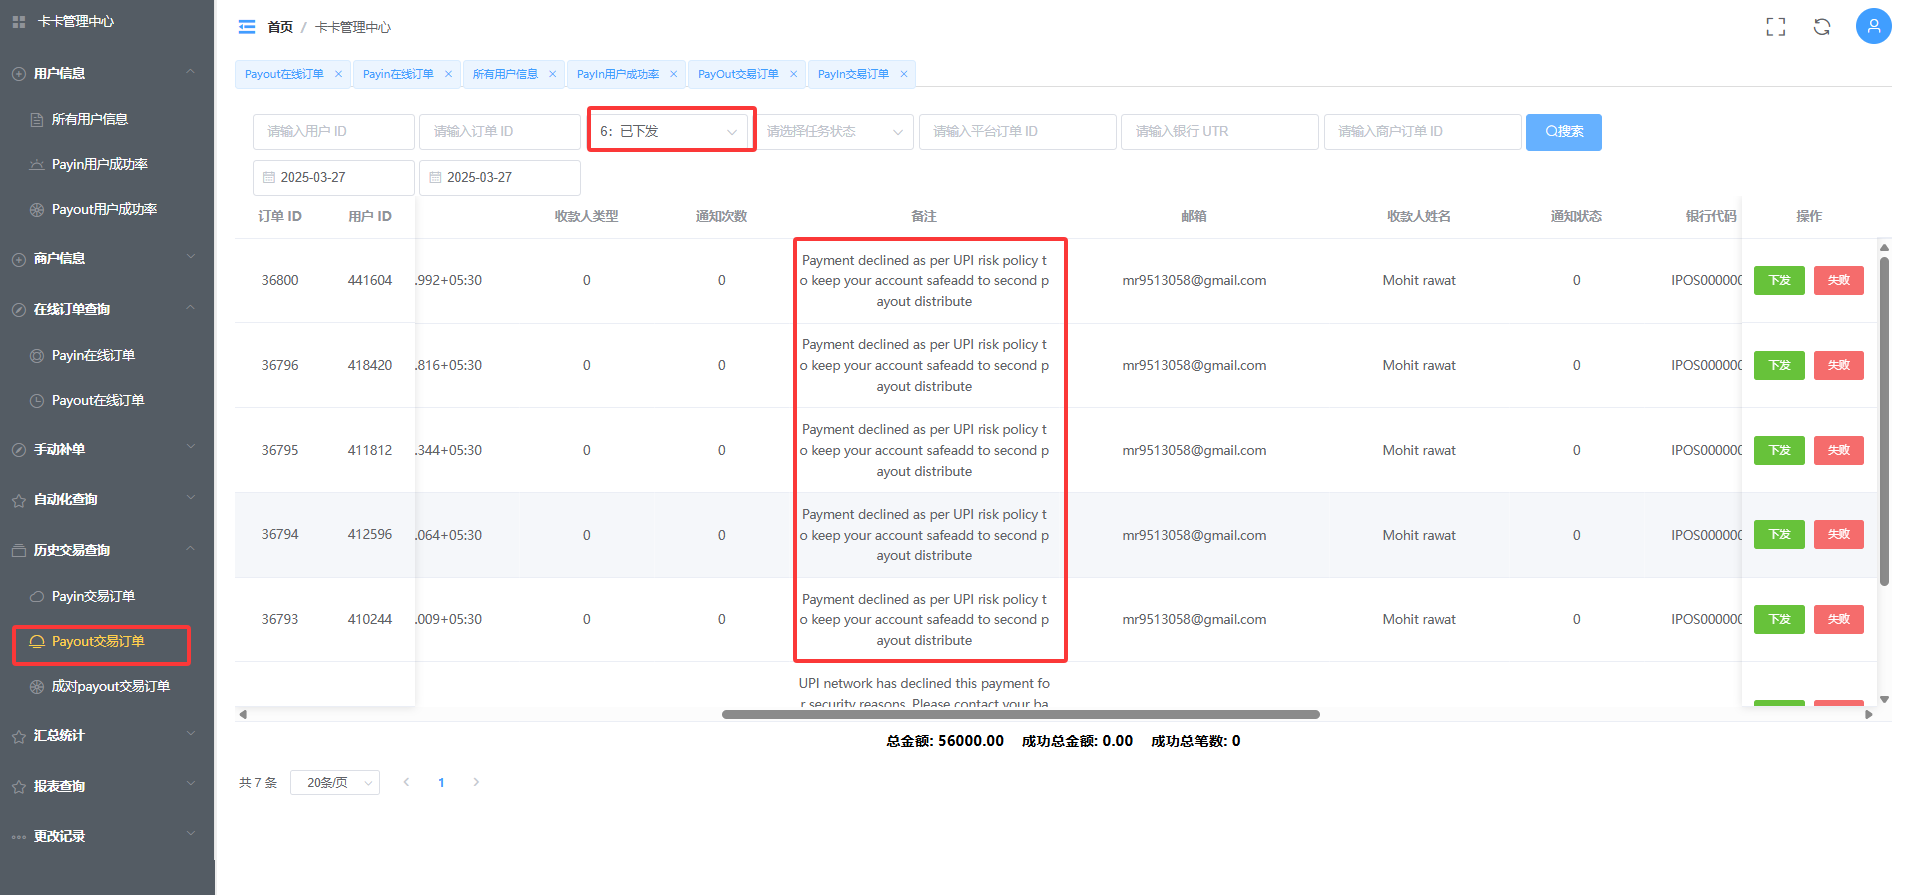 卡卡管理中心
用户信息
所有用户信息
Payin用户成功率
Payout用户成功率
商户信息
在线订单查询
Payin在线订单
Payout在线订单
手动补单
自动化查询
历史交易查询
Payin交易订单
Payout交易订单
成对payout交易订单
汇总统计
报表查询
更改记录
首页 / 卡卡管理中心
Payout在线订单 × Payin在线订单 × 所有用户信息 × PayIn用户成功率 × PayOut交易订单 × PayIn交易订单 ×
请输入用户 ID 请输入订单 ID 6：已下发 请选择任务状态 请输入平台订单 ID 请输入银行 UTR 请输入商户订单 ID 搜索
2025-03-27 2025-03-27
订单 ID 用户 ID 收款人类型 通知次数 备注 邮箱 收款人姓名 通知状态 银行代码 操作
Payment declined as per UPI risk policy t
36800 441604 .992+05:30 0 0 o keep your account safeadd to second p mr9513058@gmail.com Mohit rawat 0 IPOS000000 下发 失败
ayout distribute
Payment declined as per UPI risk policy t
36796 418420 .816+05:30 0 0 o keep your account safeadd to second p mr9513058@gmail.com Mohit rawat 0 IPOS000000 下发 失败
ayout distribute
Payment declined as per UPI risk policy t
36795 411812 .344+05:30 0 0 o keep your account safeadd to second p mr9513058@gmail.com Mohit rawat 0 IPOS000000 下发 失败
ayout distribute
Payment declined as per UPI risk policy t
36794 412596 .064+05:30 0 0 o keep your account safeadd to second p mr9513058@gmail.com Mohit rawat 0 IPOS000000 下发 失败
ayout distribute
Payment declined as per UPI risk policy t
36793 410244 .009+05:30 0 0 o keep your account safeadd to second p mr9513058@gmail.com Mohit rawat 0 IPOS000000 下发 失败
ayout distribute
UPI network has declined this payment fo
r security reasons. Please contact your ba
总金额: 56000.00 成功总金额: 0.00 成功总笔数: 0
共 7 条 20条/页 1